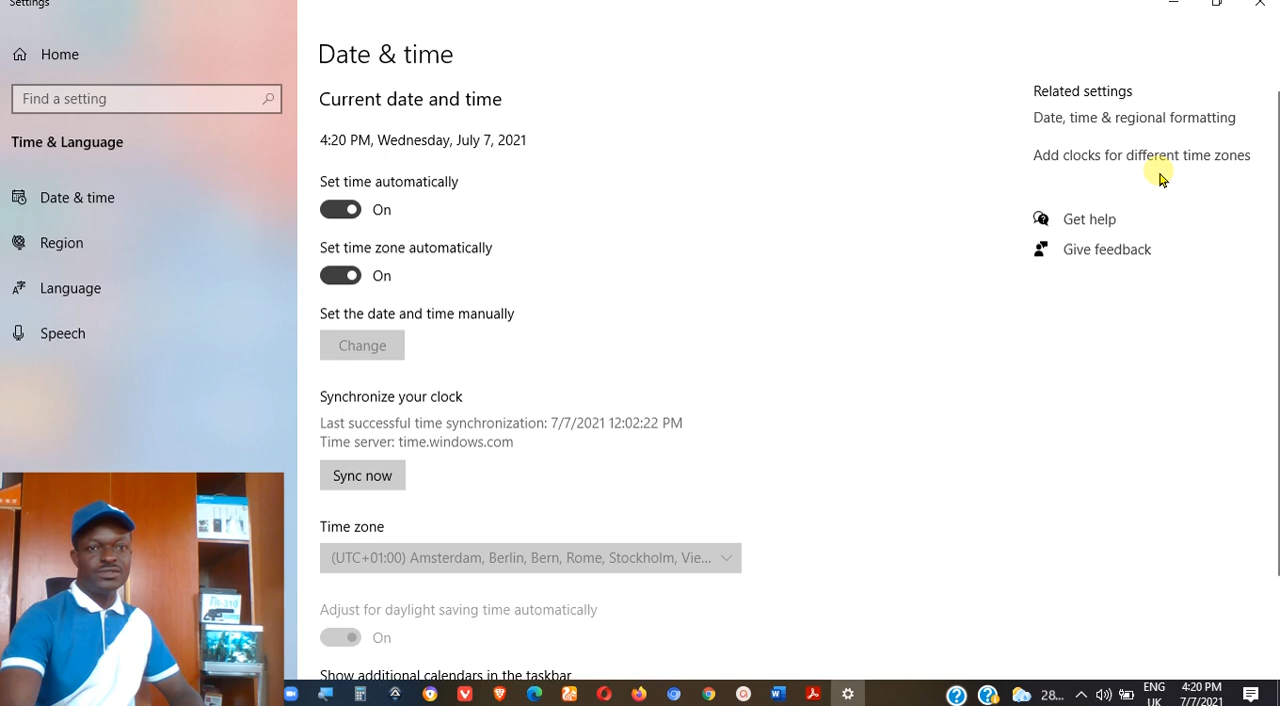 Settings
Home
Find a setting
Time & Language
Date & time
Region
Language
Speech
Date & time
Current date and time
4:20 PM, Wednesday, July 7, 2021
Set time automatically
On
Set time zone automatically
On
Set the date and time manually
Change
Synchronize your clock
Last successful time synchronization: 7/7/2021 12:02:22 PM
Time server: time.windows.com
Sync now
Time zone
(UTC+01:00) Amsterdam, Berlin, Bern, Rome, Stockholm, Vie...
Adjust for daylight saving time automatically
On
Show additional calendars in the taskbar
Related settings
Date, time & regional formatting
Add clocks for different time zones
Get help
Give feedback
FR-310
28...
ENG
UK
4:20 PM
7/7/2021